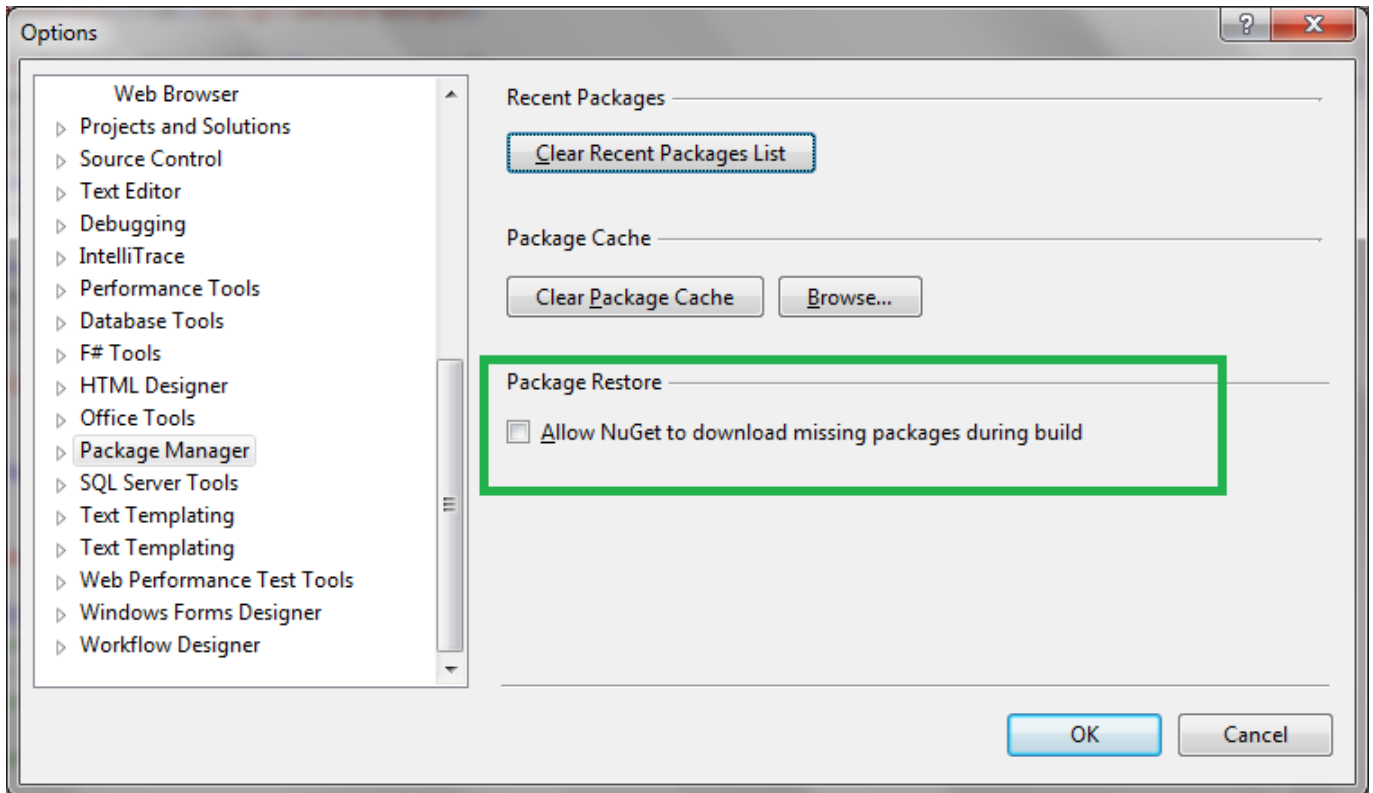 Options
Web Browser
Projects and Solutions
Source Control
Text Editor
Debugging
IntelliTrace
Performance Tools
Database Tools
F# Tools
HTML Designer
Office Tools
Package Manager
SQL Server Tools
Text Templating
Text Templating
Web Performance Test Tools
Windows Forms Designer
Workflow Designer
Recent Packages
Clear Recent Packages List
Package Cache
Clear Package Cache
Browse...
Package Restore
Allow NuGet to download missing packages during build
OK
Cancel